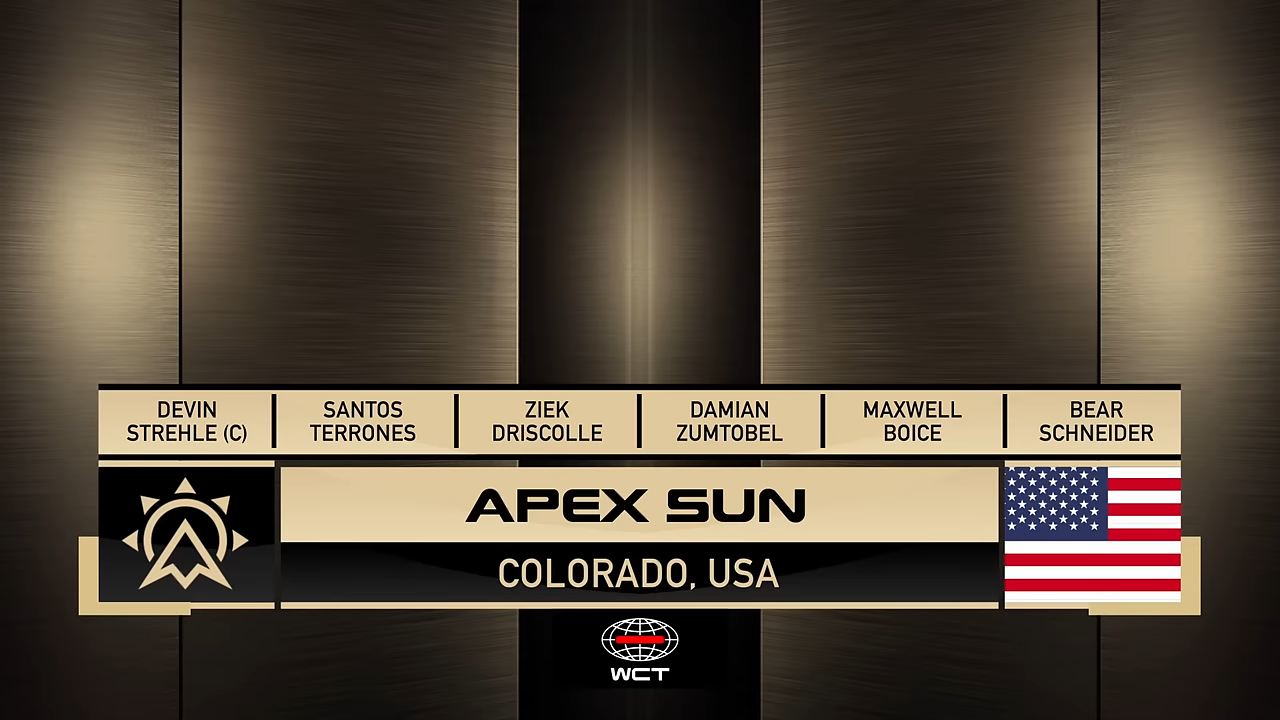 DEVIN
STREHLE (C)
SANTOS
TERRONES
ZIEK
DRISCOLLE
DAMIAN
ZUMTOBEL
MAXWELL
BOICE
BEAR
SCHNEIDER
APEX SUN
COLORADO, USA
WCT